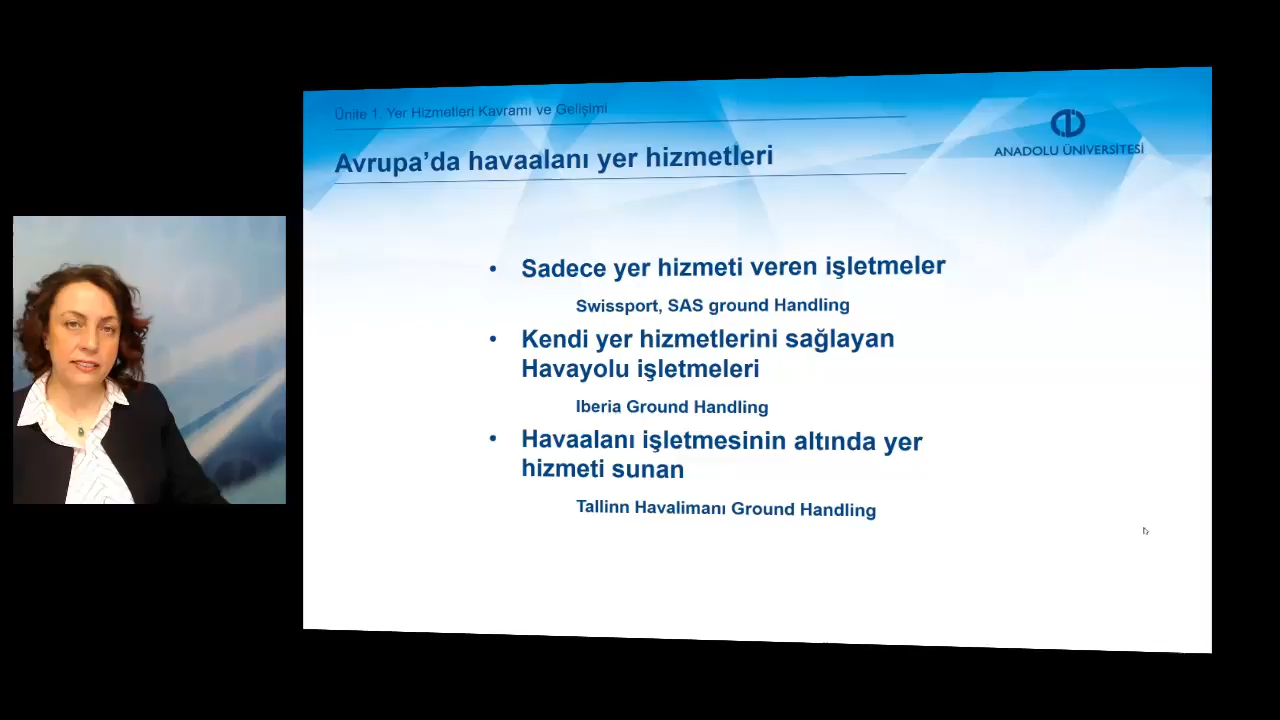 Ünite 1. Yer Hizmetleri Kavramı ve Gelişimi
ANADOLU ÜNİVERSİTESİ
Avrupa’da havaalanı yer hizmetleri
• Sadece yer hizmeti veren işletmeler
Swissport, SAS ground Handling
• Kendi yer hizmetlerini sağlayan
Havayolu işletmeleri
Iberia Ground Handling
• Havaalanı işletmesinin altında yer
hizmeti sunan
Tallinn Havalimanı Ground Handling